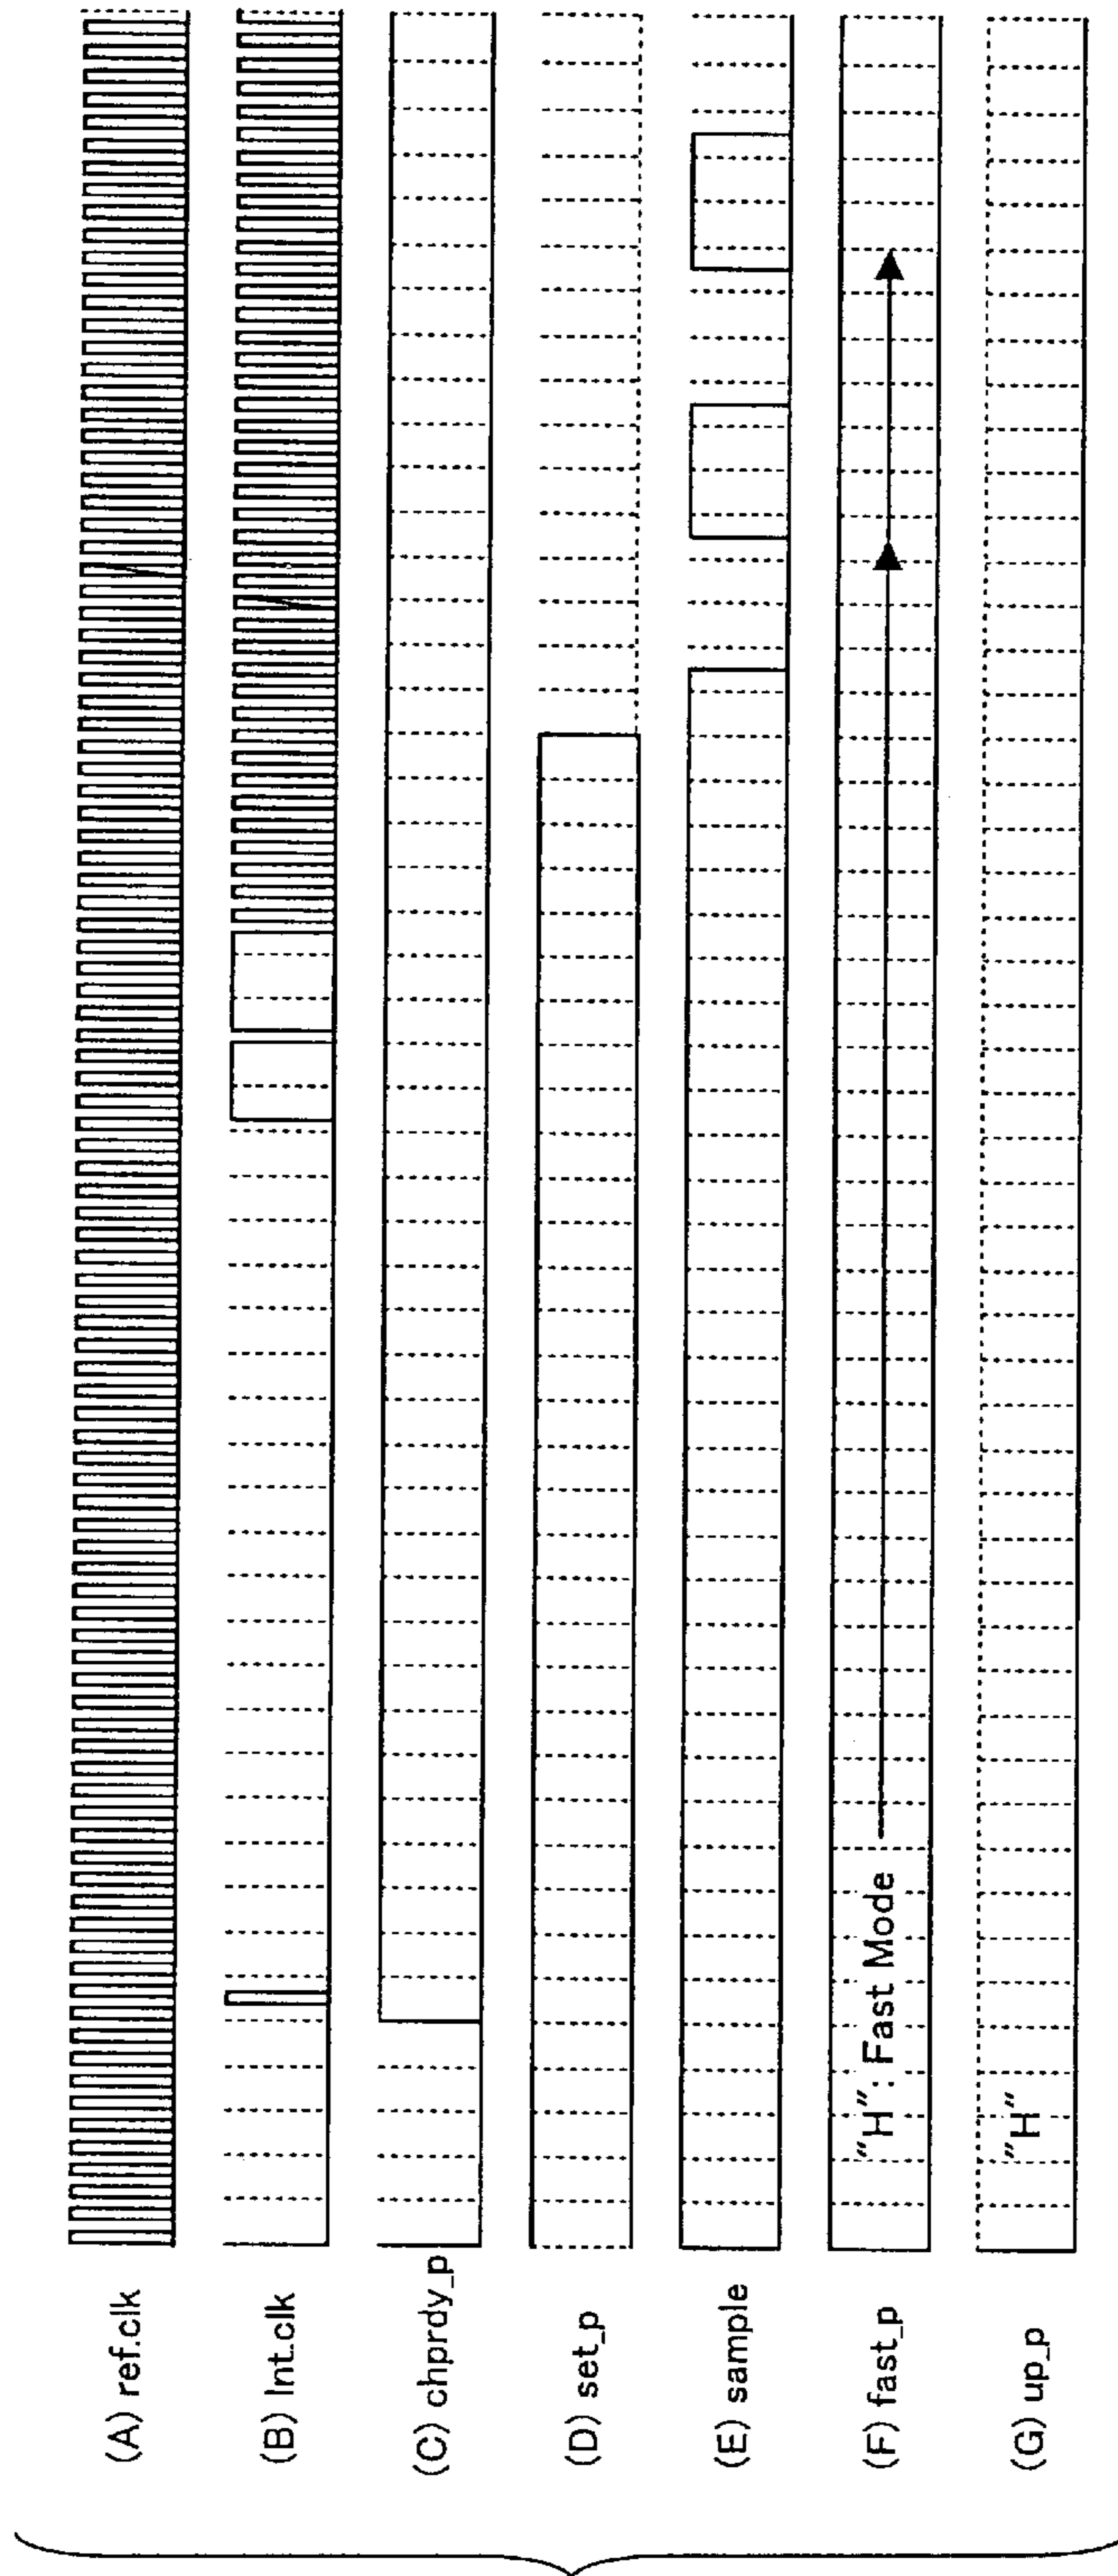 (A) ref.clk
(B) Int.clk
(C) chprdy_p
(D) set_p
(E) sample
(F) fast_p
"H": Fast Mode
(G) up_p
"H"